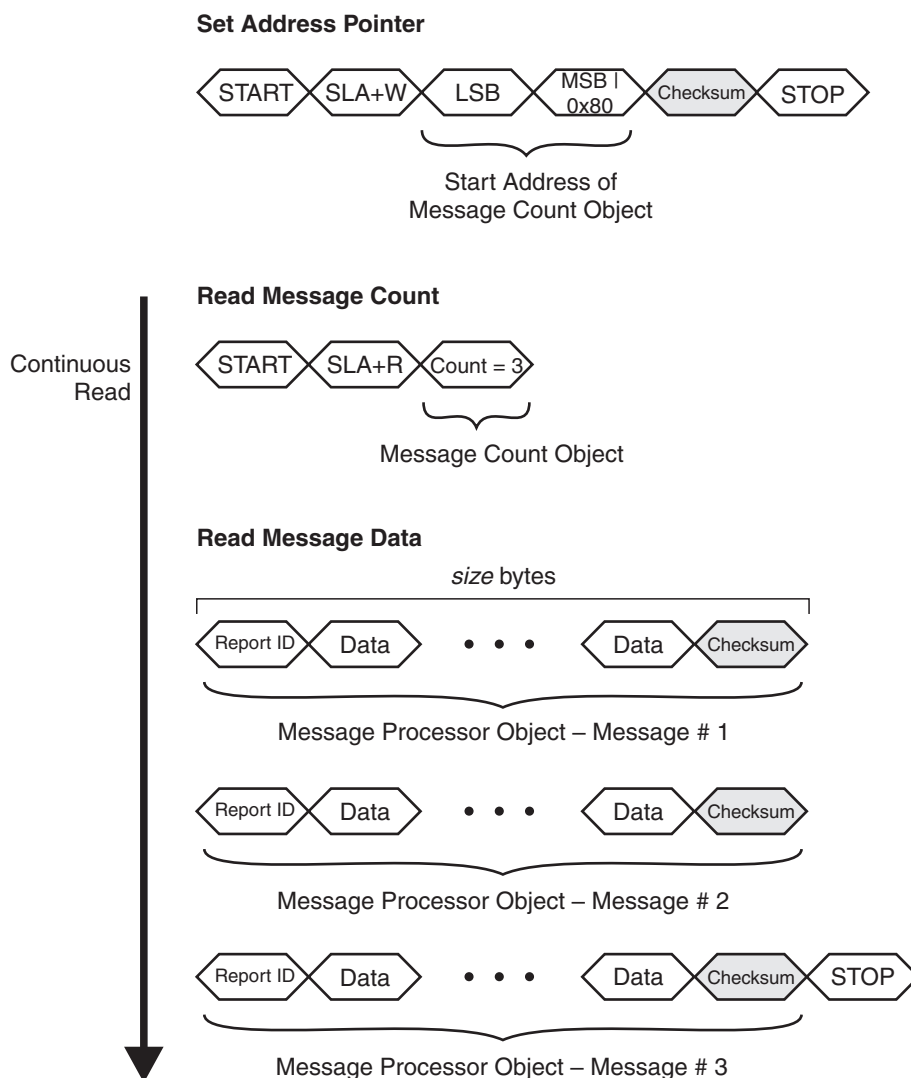 Set Address Pointer
START SLA+W LSB MSB | 0x80 Checksum STOP
Start Address of
Message Count Object
Read Message Count
Continuous
Read
START SLA+R Count = 3
Message Count Object
Read Message Data
size bytes
Report ID Data • • • Data Checksum
Message Processor Object – Message # 1
Report ID Data • • • Data Checksum
Message Processor Object – Message # 2
Report ID Data • • • Data Checksum STOP
Message Processor Object – Message # 3